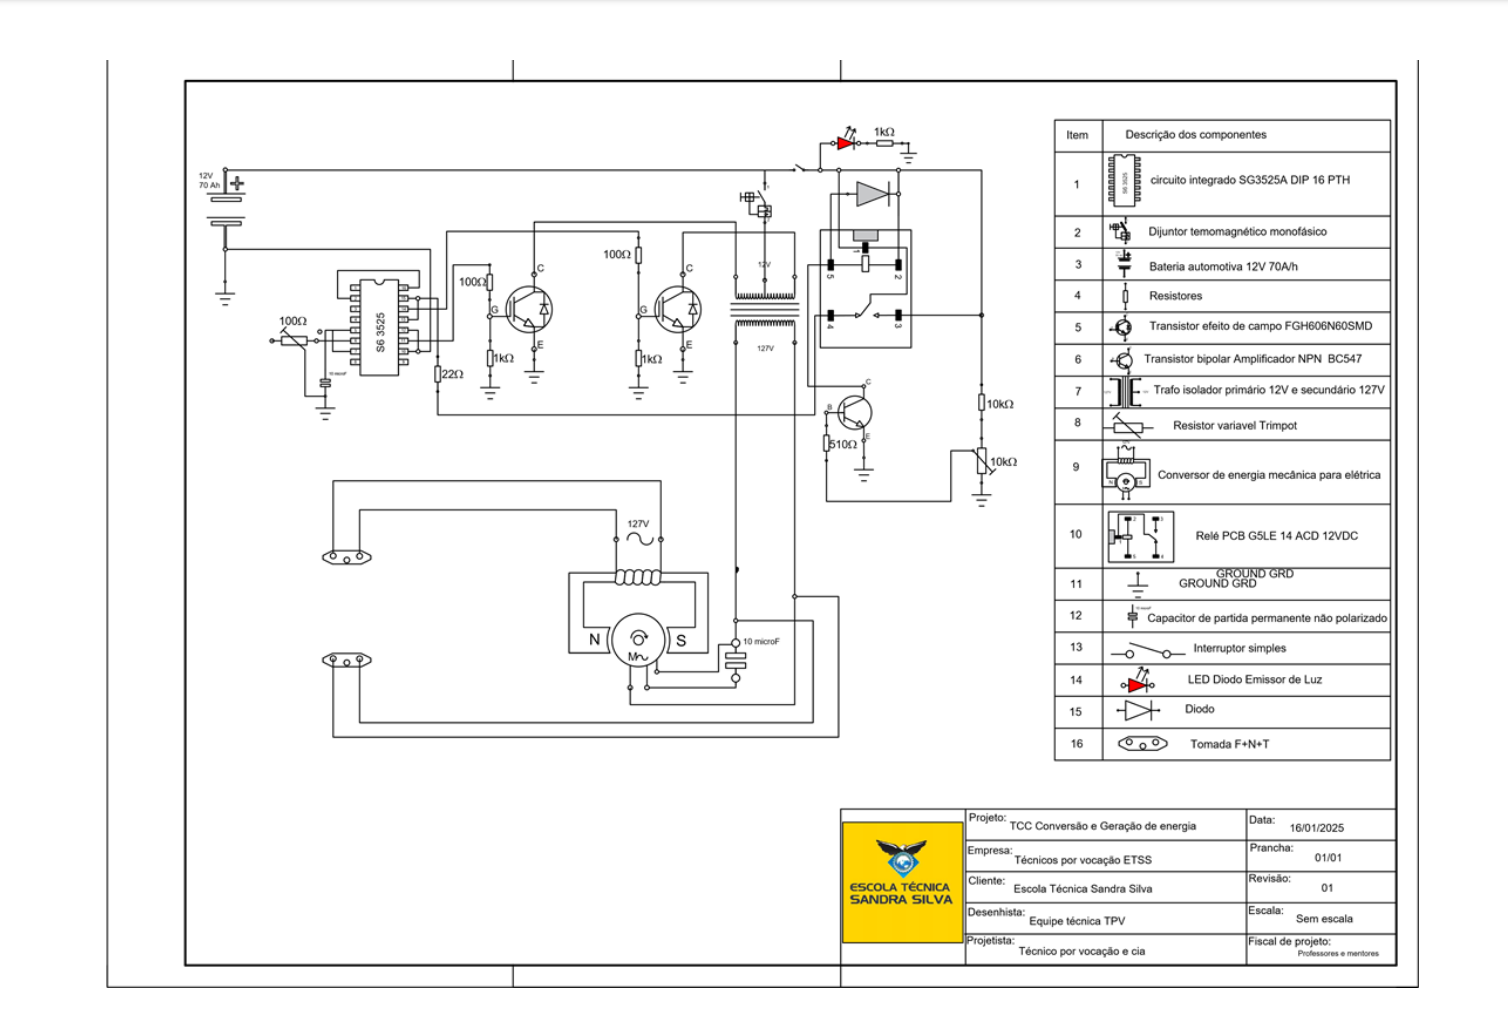 12V
70 Ah
100Ω
S6 3525
10 microF
22Ω
100Ω
1kΩ
C
G
E
100Ω
1kΩ
C
G
E
12V
127V
1kΩ
5
2
4
3
1
C
B
E
510Ω
10kΩ
10kΩ
127V
N
S
M
10 microF
Item
Descrição dos componentes
1
S6 3525
circuito integrado SG3525A DIP 16 PTH
2
Dijuntor temomagnético monofásico
3
Bateria automotiva 12V 70A/h
4
Resistores
5
Transistor efeito de campo FGH606N60SMD
6
Transistor bipolar Amplificador NPN BC547
7
Trafo isolador primário 12V e secundário 127V
8
Resistor variavel Trimpot
9
N
S
Conversor de energia mecânica para elétrica
10
Relé PCB G5LE 14 ACD 12VDC
GROUND GRD
11
GROUND GRD
12
Capacitor de partida permanente não polarizado
13
Interruptor simples
14
LED Diodo Emissor de Luz
15
Diodo
16
Tomada F+N+T
ESCOLA TÉCNICA
SANDRA SILVA
Projeto: TCC Conversão e Geração de energia
Data: 16/01/2025
Empresa: Técnicos por vocação ETSS
Prancha: 01/01
Cliente: Escola Técnica Sandra Silva
Revisão: 01
Desenhista: Equipe técnica TPV
Escala: Sem escala
Projetista: Técnico por vocação e cia
Fiscal de projeto: Professores e mentores